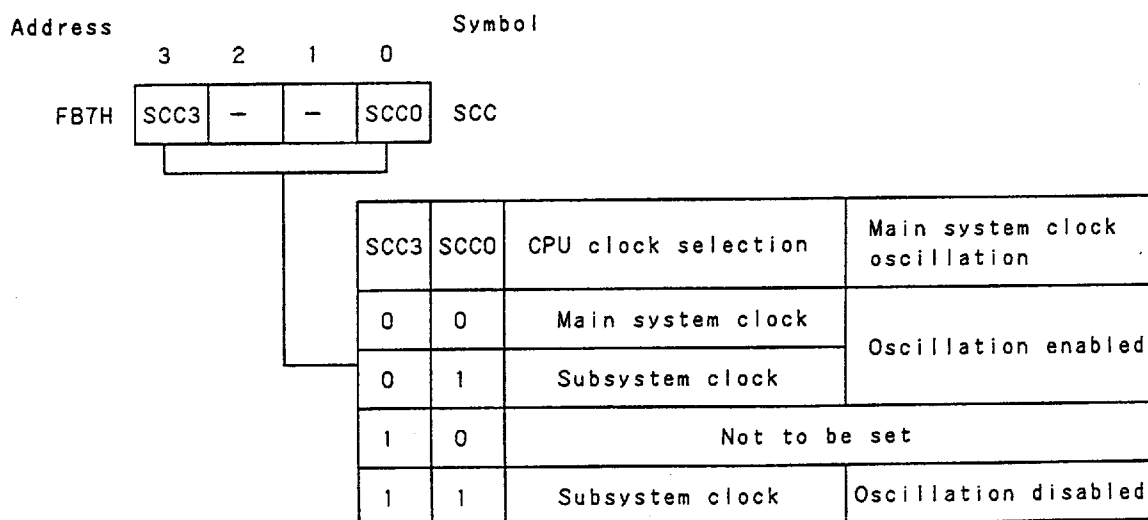 Address Symbol
3 2 1 0
FB7H SCC3 – – SCC0 SCC
SCC3 SCC0 CPU clock selection Main system clock
oscillation
0 0 Main system clock Oscillation enabled
0 1 Subsystem clock
1 0 Not to be set
1 1 Subsystem clock Oscillation disabled